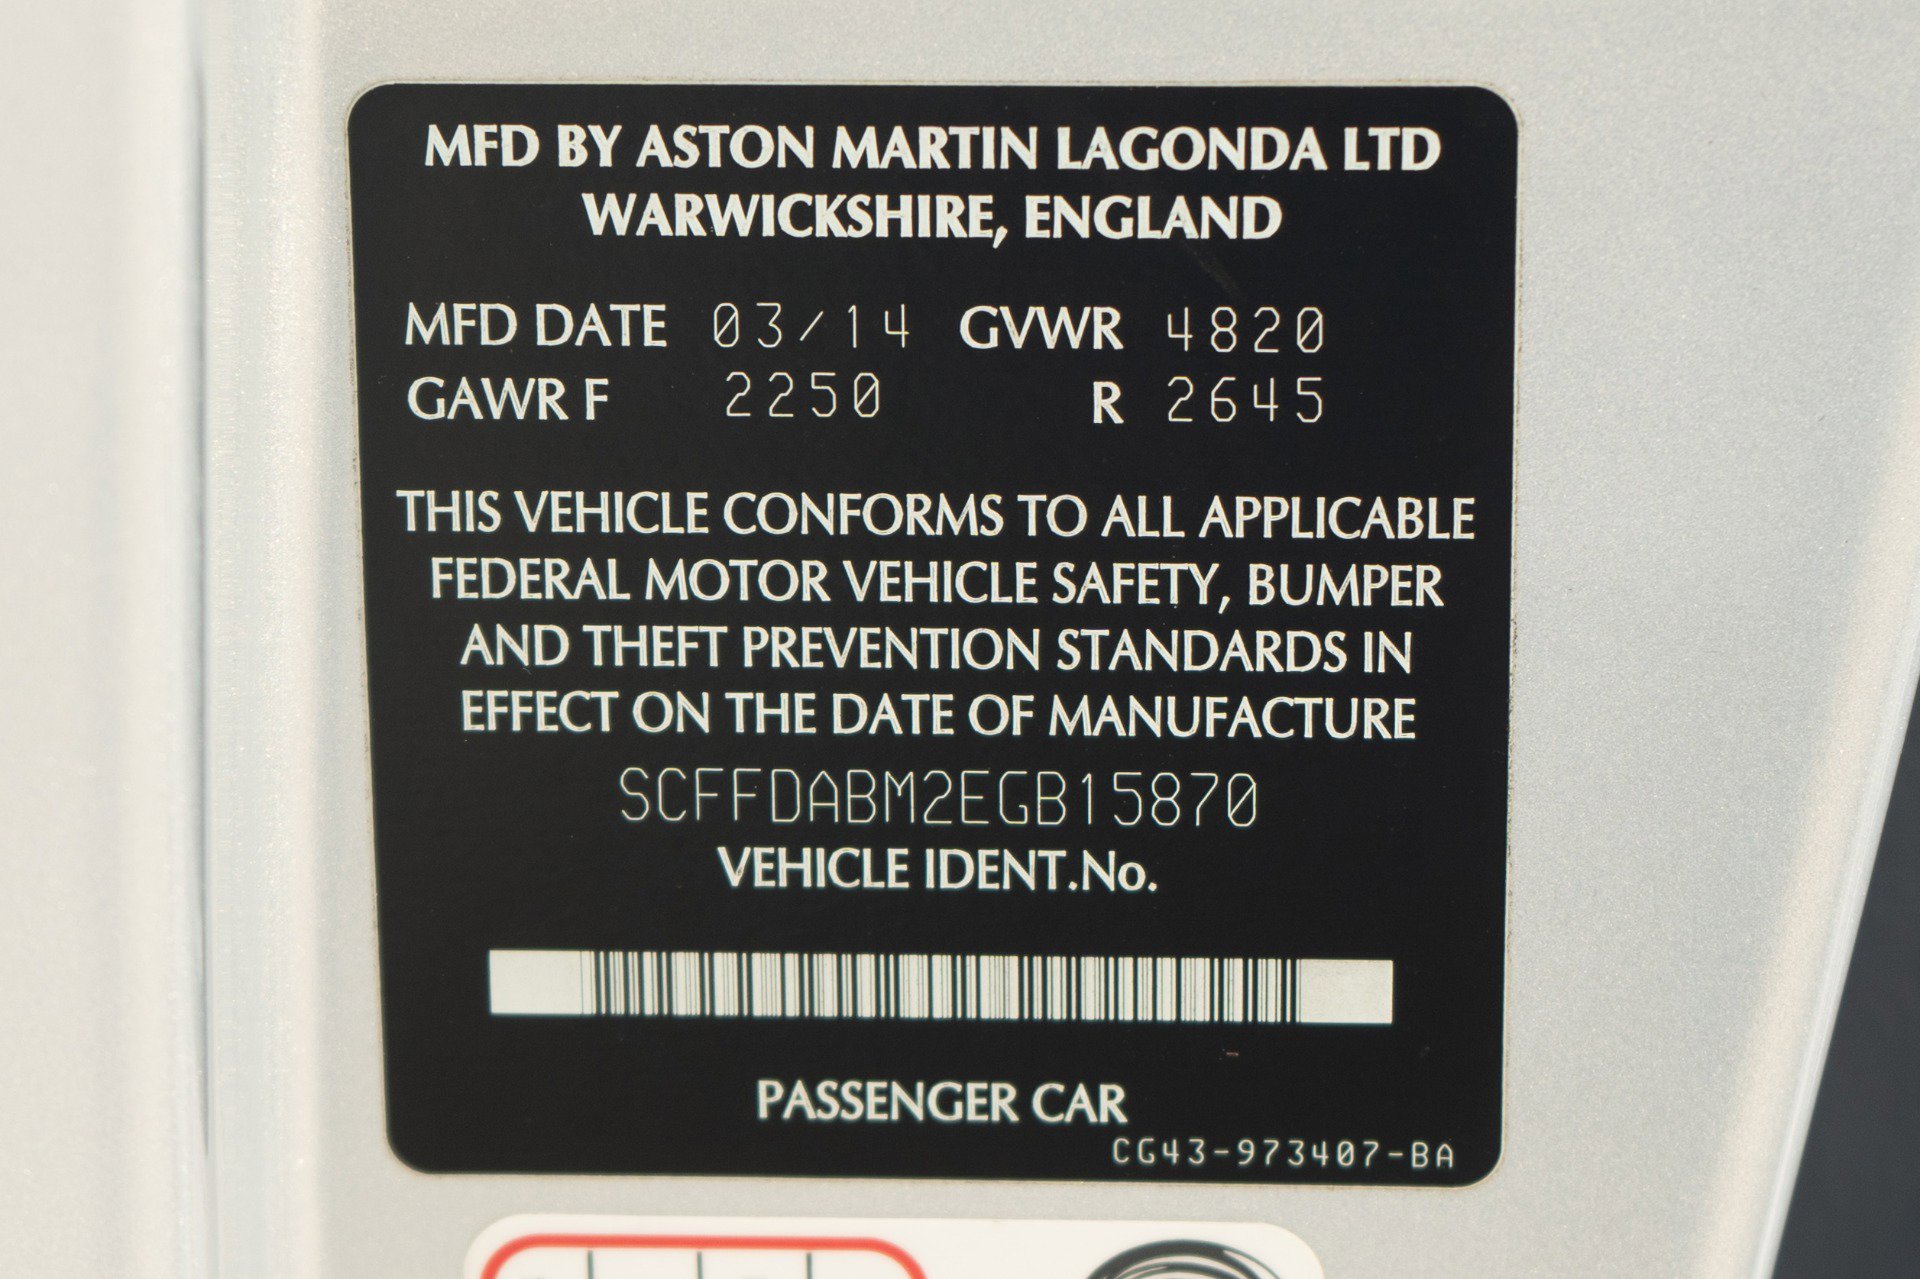 MFD BY ASTON MARTIN LAGONDA LTD
WARWICKSHIRE, ENGLAND
MFD DATE 03/14 GVWR 4820
GAWR F 2250 R 2645
THIS VEHICLE CONFORMS TO ALL APPLICABLE
FEDERAL MOTOR VEHICLE SAFETY, BUMPER
AND THEFT PREVENTION STANDARDS IN
EFFECT ON THE DATE OF MANUFACTURE
SCFFDABM2EGB15870
VEHICLE IDENT.No.
PASSENGER CAR
CG43-973407-BA